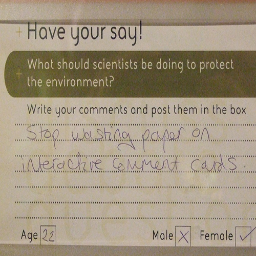 Have your say!
What should scientists be doing to protect
the environment?
Write your comments and post them in the box
Stop wasting paper on
interactive comment cards.
Age 22 Male X Female ✓